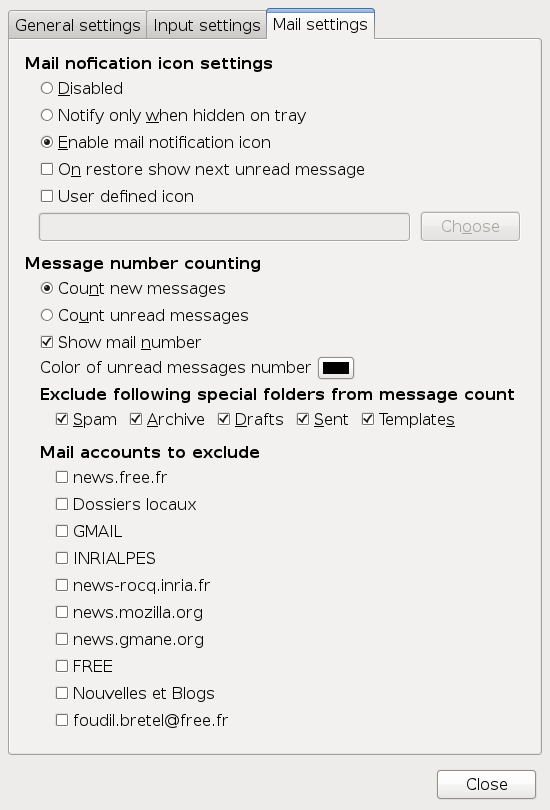 General settings Input settings Mail settings
Mail nofication icon settings
Disabled
Notify only when hidden on tray
Enable mail notification icon
On restore show next unread message
User defined icon
Choose
Message number counting
Count new messages
Count unread messages
Show mail number
Color of unread messages number
Exclude following special folders from message count
Spam Archive Drafts Sent Templates
Mail accounts to exclude
news.free.fr
Dossiers locaux
GMAIL
INRIALPES
news-rocq.inria.fr
news.mozilla.org
news.gmane.org
FREE
Nouvelles et Blogs
foudil.bretel@free.fr
Close